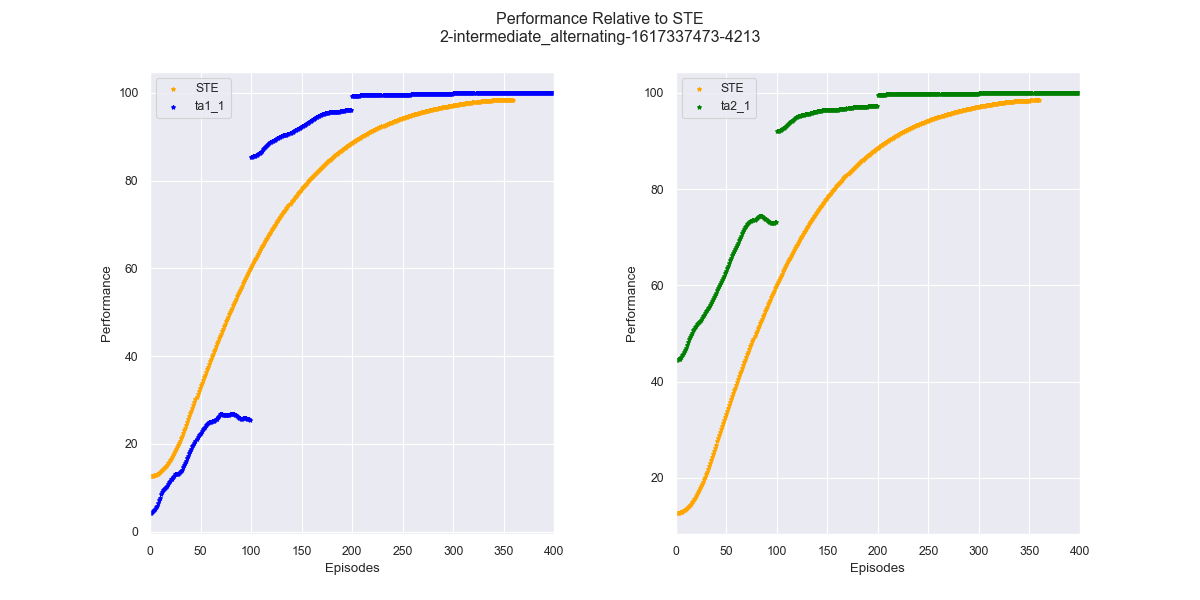 Performance Relative to STE
2-intermediate_alternating-1617337473-4213
STE
ta1_1
100
80
60
40
20
0
Performance
0 50 100 150 200 250 300 350 400
Episodes
STE
ta2_1
100
80
60
40
20
Performance
0 50 100 150 200 250 300 350 400
Episodes